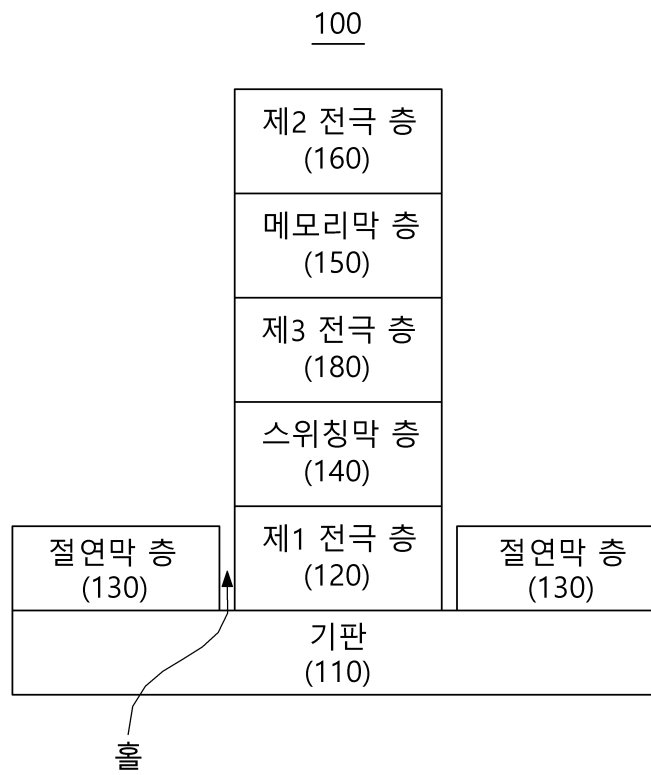 100
제2 전극 층
(160)
메모리막 층
(150)
제3 전극 층
(180)
스위칭막 층
(140)
제1 전극 층
(120)
절연막 층
(130)
절연막 층
(130)
기판
(110)
홀